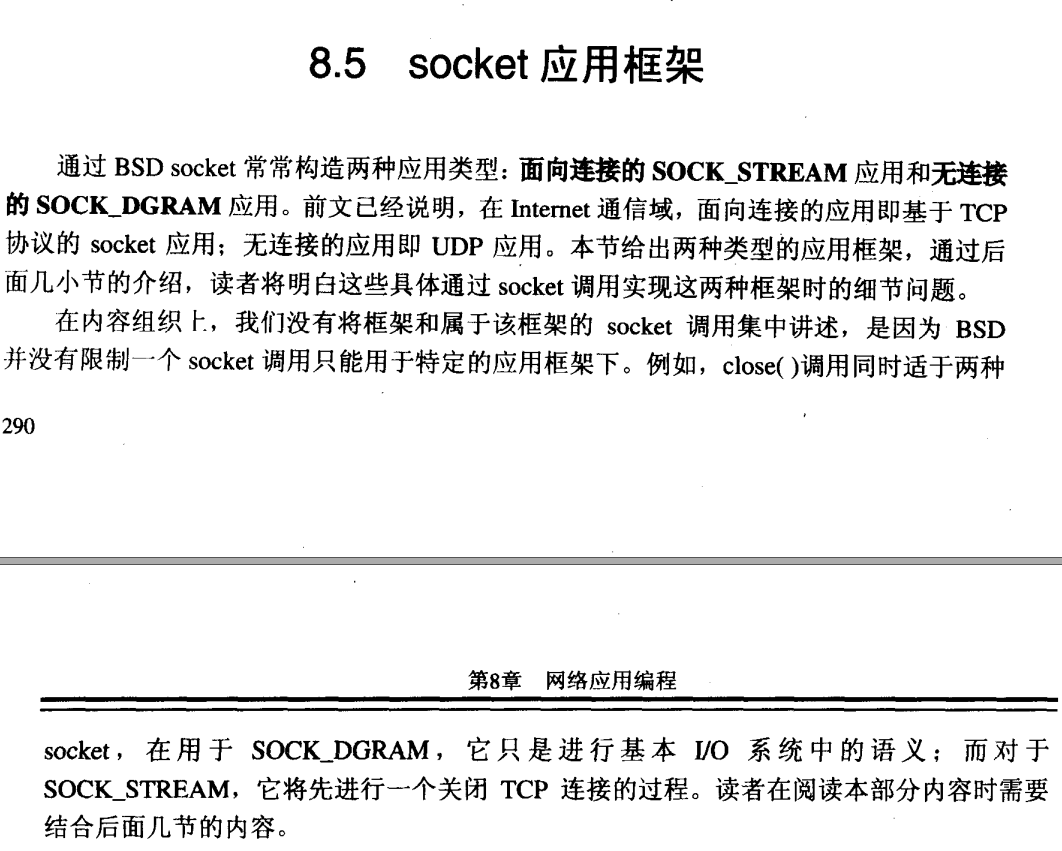 8.5 socket 应用框架
通过 BSD socket 常常构造两种应用类型：面向连接的 SOCK_STREAM 应用和无连接
的 SOCK_DGRAM 应用。前文已经说明，在 Internet 通信域，面向连接的应用即基于 TCP
协议的 socket 应用；无连接的应用即 UDP 应用。本节给出两种类型的应用框架，通过后
面几小节的介绍，读者将明白这些具体通过 socket 调用实现这两种框架时的细节问题。
在内容组织上，我们没有将框架和属于该框架的 socket 调用集中讲述，是因为 BSD
并没有限制一个 socket 调用只能用于特定的应用框架下。例如，close( )调用同时适于两种
290
第8章 网络应用编程
socket，在用于 SOCK_DGRAM，它只是进行基本 I/O 系统中的语义；而对于
SOCK_STREAM，它将先进行一个关闭 TCP 连接的过程。读者在阅读本部分内容时需要
结合后面几节的内容。